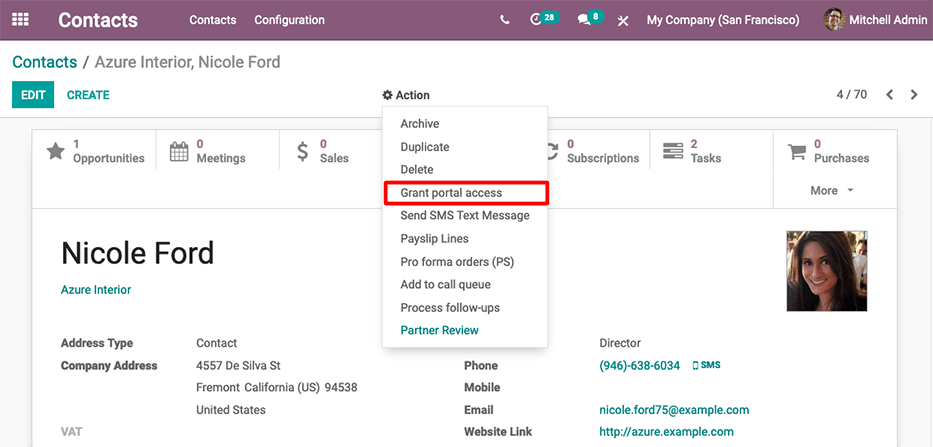 Contacts Contacts Configuration 28 8 My Company (San Francisco) Mitchell Admin
Contacts / Azure Interior, Nicole Ford
EDIT CREATE Action 4 / 70
Archive
Duplicate
Delete
Grant portal access
Send SMS Text Message
Payslip Lines
Pro forma orders (PS)
Add to call queue
Process follow-ups
Partner Review
1
Opportunities
0
Meetings
$ 0
Sales
Subscriptions
2
Tasks
0
Purchases
More
Nicole Ford
Azure Interior
Address Type Contact
Company Address 4557 De Silva St
Fremont California (US) 94538
United States
VAT
Director
Phone (946)-638-6034 SMS
Mobile
Email nicole.ford75@example.com
Website Link http://azure.example.com